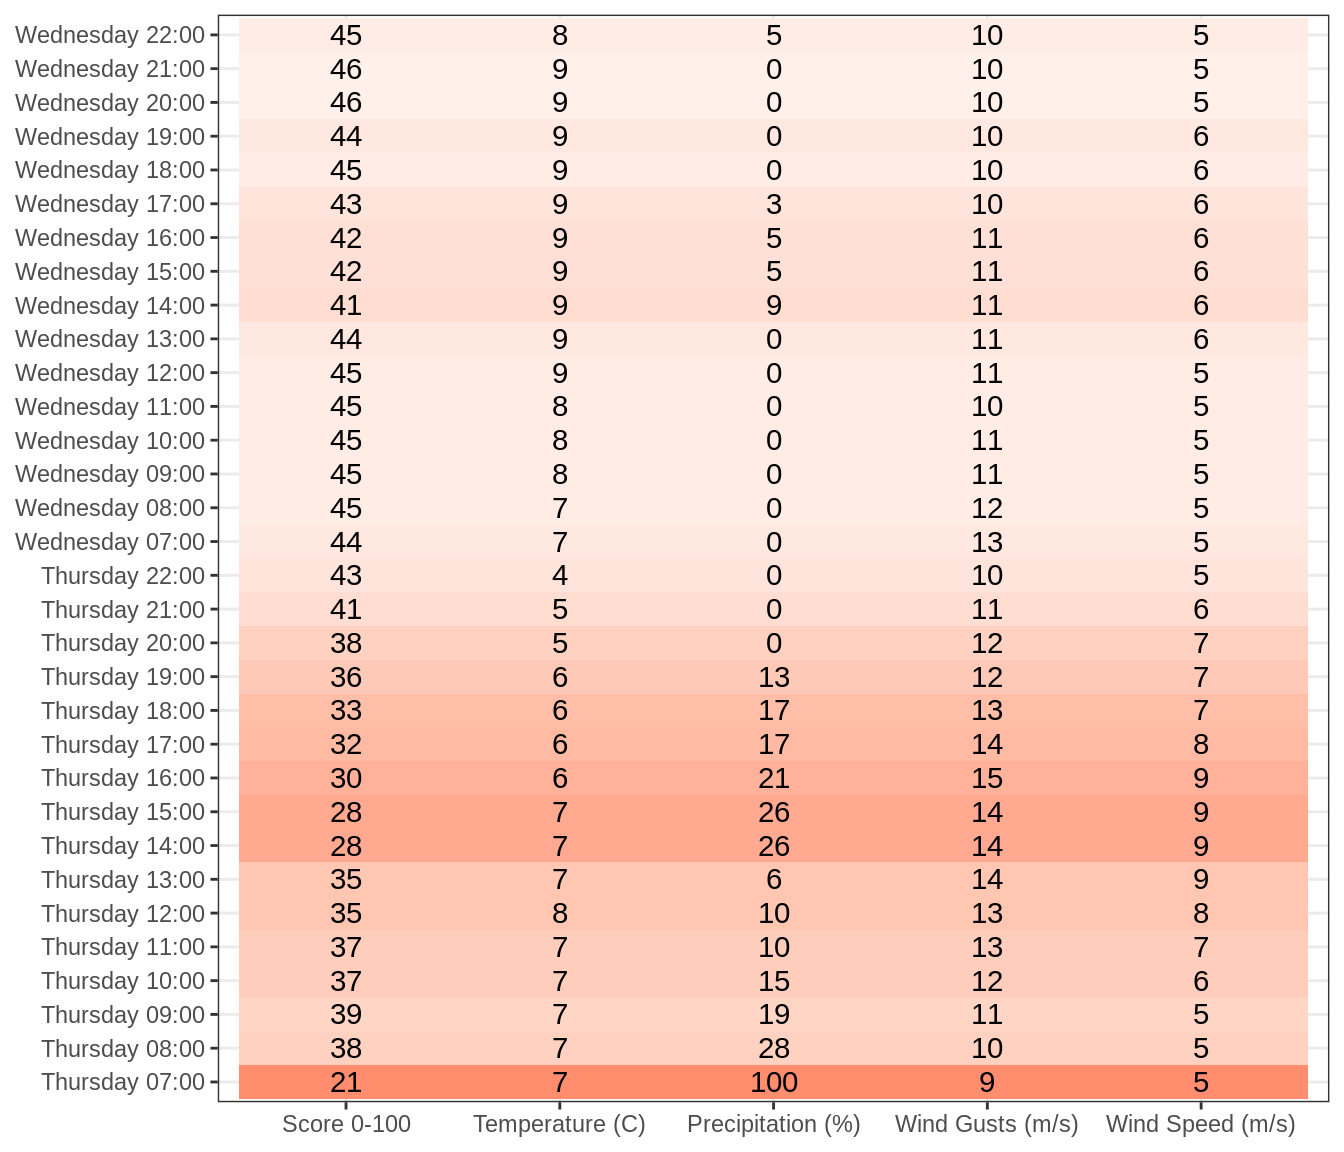 Wednesday 22:00 45 8 5 10 5
Wednesday 21:00 46 9 0 10 5
Wednesday 20:00 46 9 0 10 5
Wednesday 19:00 44 9 0 10 6
Wednesday 18:00 45 9 0 10 6
Wednesday 17:00 43 9 3 10 6
Wednesday 16:00 42 9 5 11 6
Wednesday 15:00 42 9 5 11 6
Wednesday 14:00 41 9 9 11 6
Wednesday 13:00 44 9 0 11 6
Wednesday 12:00 45 9 0 11 5
Wednesday 11:00 45 8 0 10 5
Wednesday 10:00 45 8 0 11 5
Wednesday 09:00 45 8 0 11 5
Wednesday 08:00 45 7 0 12 5
Wednesday 07:00 44 7 0 13 5
Thursday 22:00 43 4 0 10 5
Thursday 21:00 41 5 0 11 6
Thursday 20:00 38 5 0 12 7
Thursday 19:00 36 6 13 12 7
Thursday 18:00 33 6 17 13 7
Thursday 17:00 32 6 17 14 8
Thursday 16:00 30 6 21 15 9
Thursday 15:00 28 7 26 14 9
Thursday 14:00 28 7 26 14 9
Thursday 13:00 35 7 6 14 9
Thursday 12:00 35 8 10 13 8
Thursday 11:00 37 7 10 13 7
Thursday 10:00 37 7 15 12 6
Thursday 09:00 39 7 19 11 5
Thursday 08:00 38 7 28 10 5
Thursday 07:00 21 7 100 9 5
Score 0-100 Temperature (C) Precipitation (%) Wind Gusts (m/s) Wind Speed (m/s)